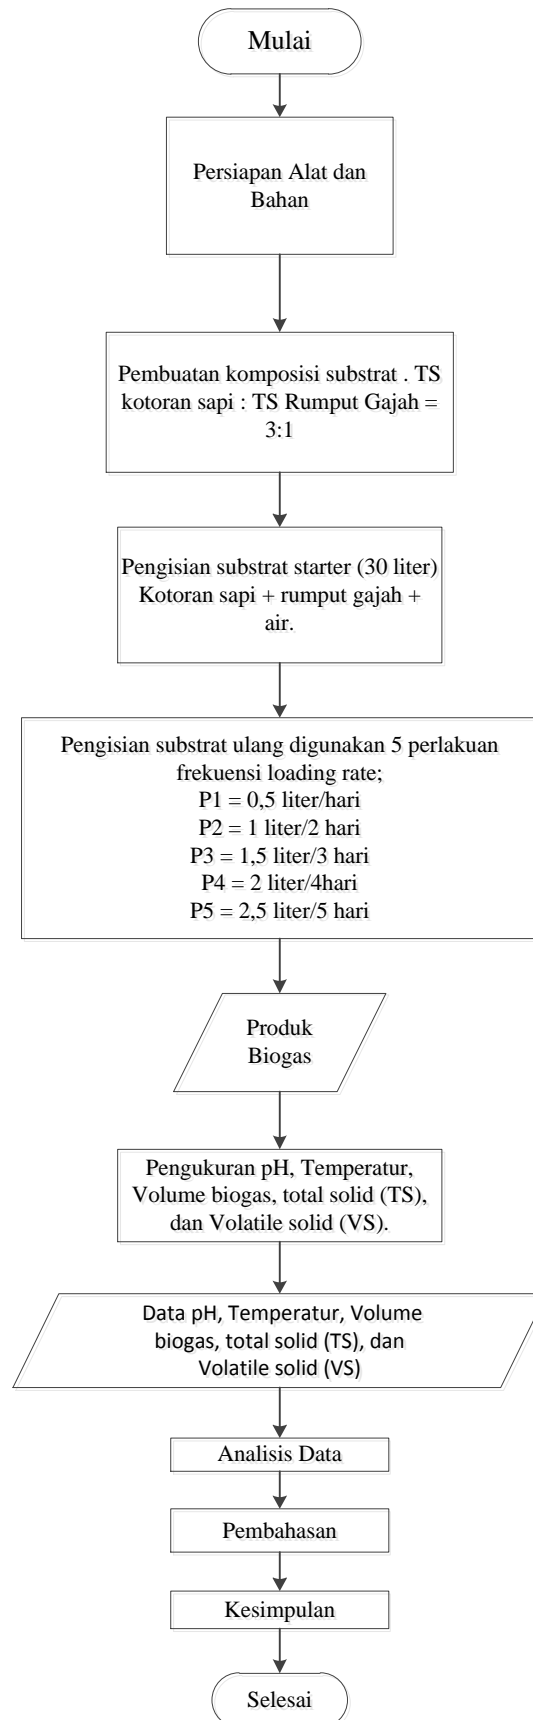 Mulai
Persiapan Alat dan
Bahan
Pembuatan komposisi substrat . TS
kotoran sapi : TS Rumput Gajah =
3:1
Pengisian substrat starter (30 liter)
Kotoran sapi + rumput gajah +
air.
Pengisian substrat ulang digunakan 5 perlakuan
frekuensi loading rate;
P1 = 0,5 liter/hari
P2 = 1 liter/2 hari
P3 = 1,5 liter/3 hari
P4 = 2 liter/4hari
P5 = 2,5 liter/5 hari
Produk
Biogas
Pengukuran pH, Temperatur,
Volume biogas, total solid (TS),
dan Volatile solid (VS).
Data pH, Temperatur, Volume
biogas, total solid (TS), dan
Volatile solid (VS)
Analisis Data
Pembahasan
Kesimpulan
Selesai